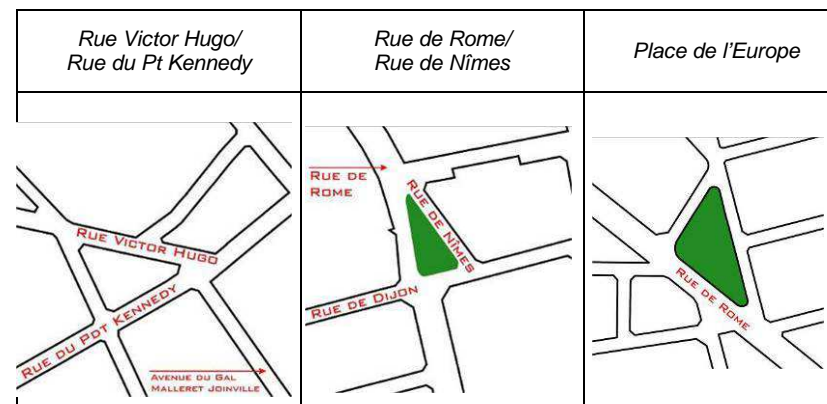 Rue Victor Hugo/
Rue du Pt Kennedy
Rue de Rome/
Rue de Nîmes
Place de l'Europe
RUE VICTOR HUGO
RUE DU PDT KENNEDY
AVENUE DU GAL
MALLERET JOINVILLE
RUE DE
ROME
RUE DE NÎMES
RUE DE DIJON
RUE DE ROME